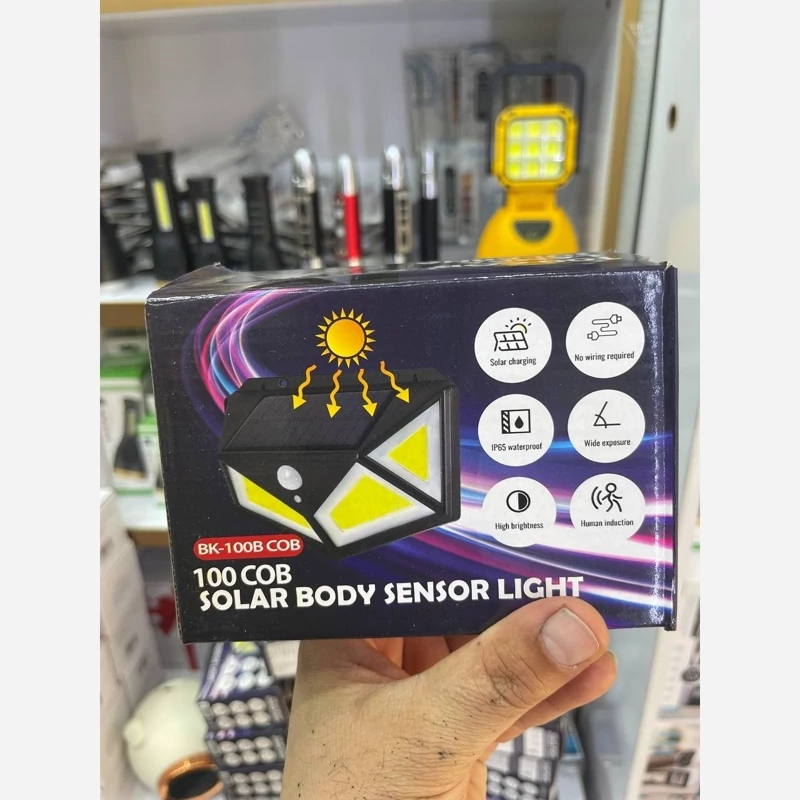 Solar charging
No wiring required
IP65 waterproof
Wide exposure
High brightness
Human induction
BK-100B COB
100 COB
SOLAR BODY SENSOR LIGHT